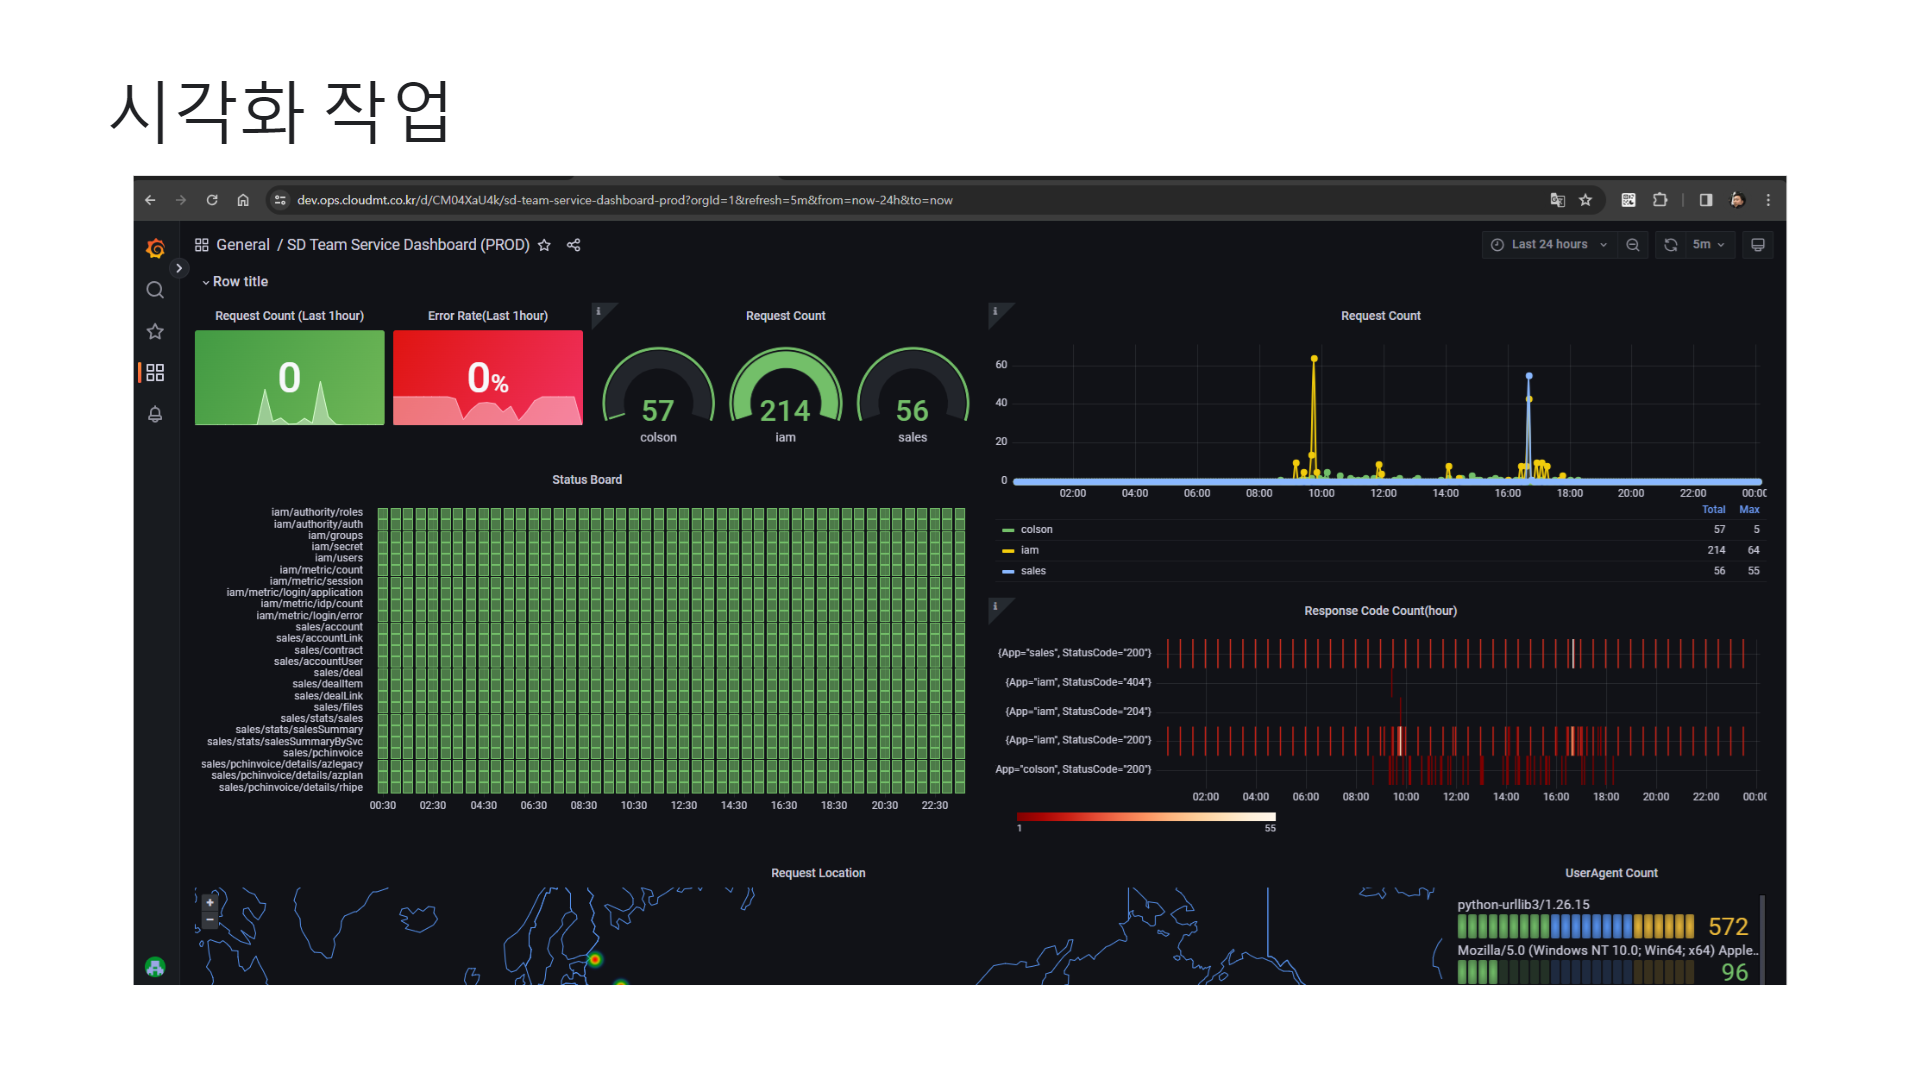 시각화 작업
dev.ops.cloudmt.co.kr/d/CM04XaU4k/sd-team-service-dashboard-prod?orgId=1&refresh=5m&from=now-24h&to=now
General / SD Team Service Dashboard (PROD)
Last 24 hours
5m
Row title
Request Count (Last 1hour)
0
Error Rate(Last 1hour)
0%
Request Count
57
colson
214
iam
56
sales
Request Count
60
40
20
0
02:00 04:00 06:00 08:00 10:00 12:00 14:00 16:00 18:00 20:00 22:00 00:00
Total Max
colson 57 5
iam 214 64
sales 56 55
Status Board
iam/authority/roles
iam/authority/auth
iam/groups
iam/secret
iam/users
iam/metric/count
iam/metric/session
iam/metric/login/application
iam/metric/idp/count
iam/metric/login/error
sales/account
sales/accountLink
sales/contract
sales/accountUser
sales/deal
sales/dealItem
sales/dealLink
sales/files
sales/stats/sales
sales/stats/salesSummary
sales/stats/salesSummaryBySvc
sales/pchinvoice
sales/pchinvoice/details/azlegacy
sales/pchinvoice/details/azplan
sales/pchinvoice/details/rhipe
00:30 02:30 04:30 06:30 08:30 10:30 12:30 14:30 16:30 18:30 20:30 22:30
Response Code Count(hour)
{App="sales", StatusCode="200"}
{App="iam", StatusCode="404"}
{App="iam", StatusCode="204"}
{App="iam", StatusCode="200"}
App="colson", StatusCode="200"}
02:00 04:00 06:00 08:00 10:00 12:00 14:00 16:00 18:00 20:00 22:00 00:00
1 55
Request Location
+
−
UserAgent Count
python-urllib3/1.26.15
572
Mozilla/5.0 (Windows NT 10.0; Win64; x64) Apple...
96